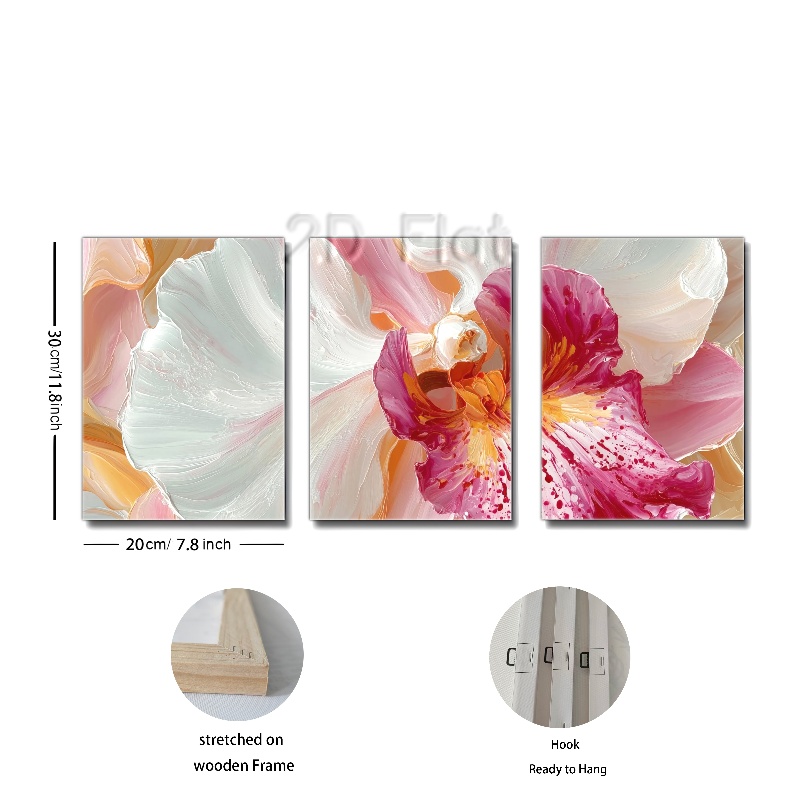 2D Flat
30cm/11.8inch
20cm/ 7.8 inch
stretched on
wooden Frame
Hook
Ready to Hang